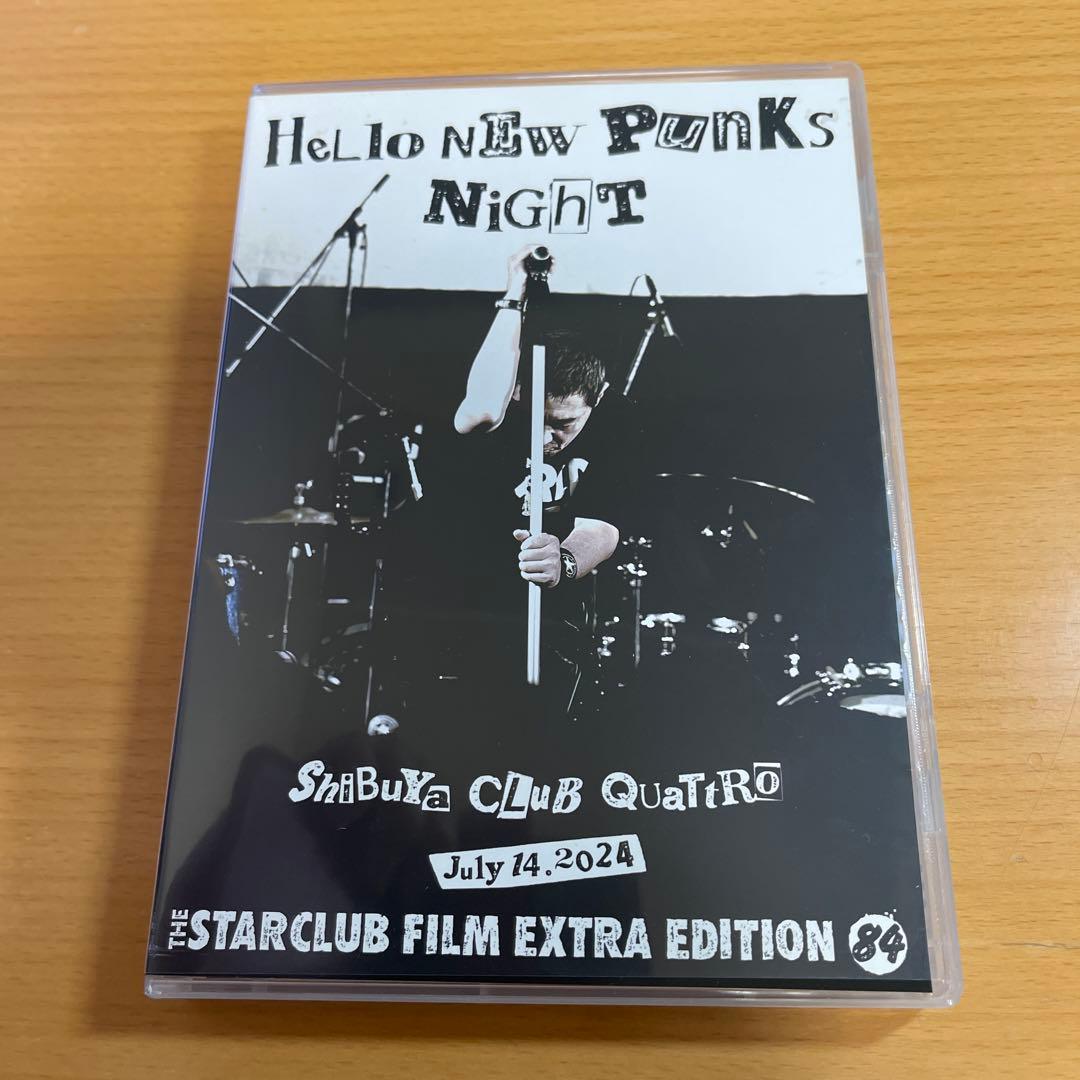 HeLlo NEw PunKs
NiGhT
ShiBuYa CLuB QuaTtRo
July 14.2024
THE STARCLUB FILM EXTRA EDITION 84